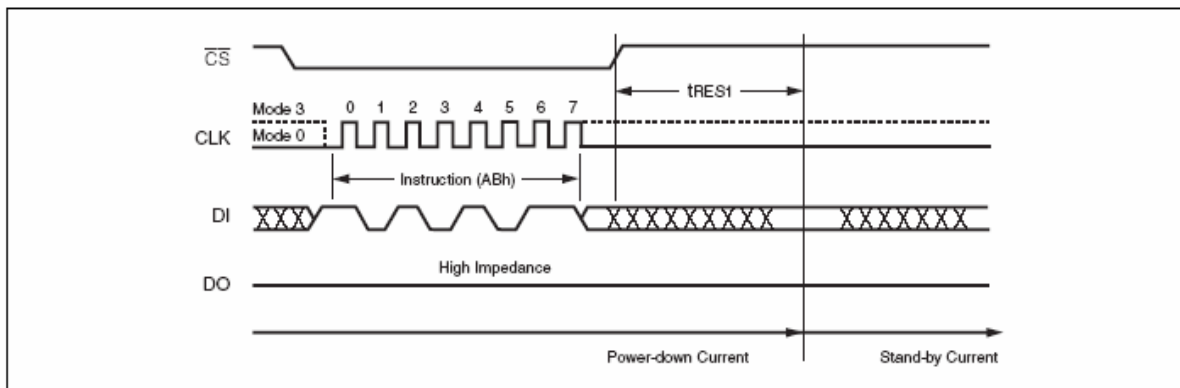 CS
tRES1
Mode 3 0 1 2 3 4 5 6 7
CLK
Mode 0
Instruction (ABh)
DI
High Impedance
DO
Power-down Current Stand-by Current